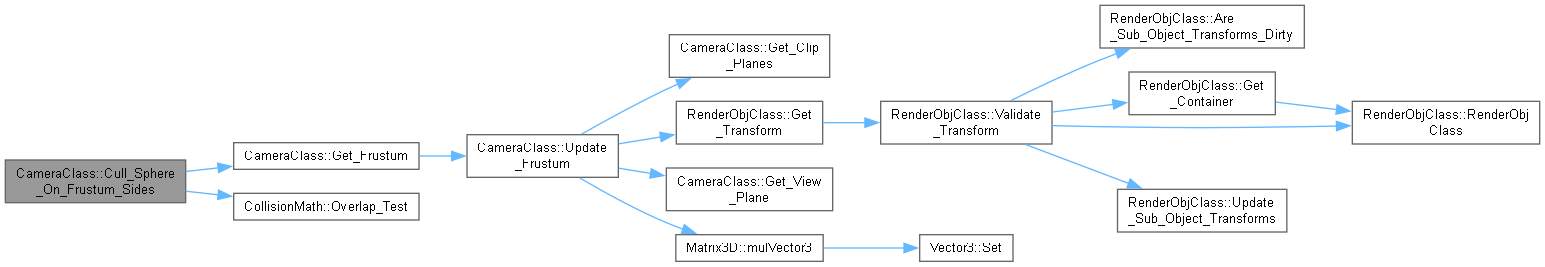 CameraClass::Cull_Sphere
_On_Frustum_Sides
CameraClass::Get_Frustum
CollisionMath::Overlap_Test
CameraClass::Update
_Frustum
CameraClass::Get_Clip
_Planes
RenderObjClass::Get
_Transform
CameraClass::Get_View
_Plane
Matrix3D::mulVector3
Vector3::Set
RenderObjClass::Validate
_Transform
RenderObjClass::Are
_Sub_Object_Transforms_Dirty
RenderObjClass::Get
_Container
RenderObjClass::Update
_Sub_Object_Transforms
RenderObjClass::RenderObj
Class